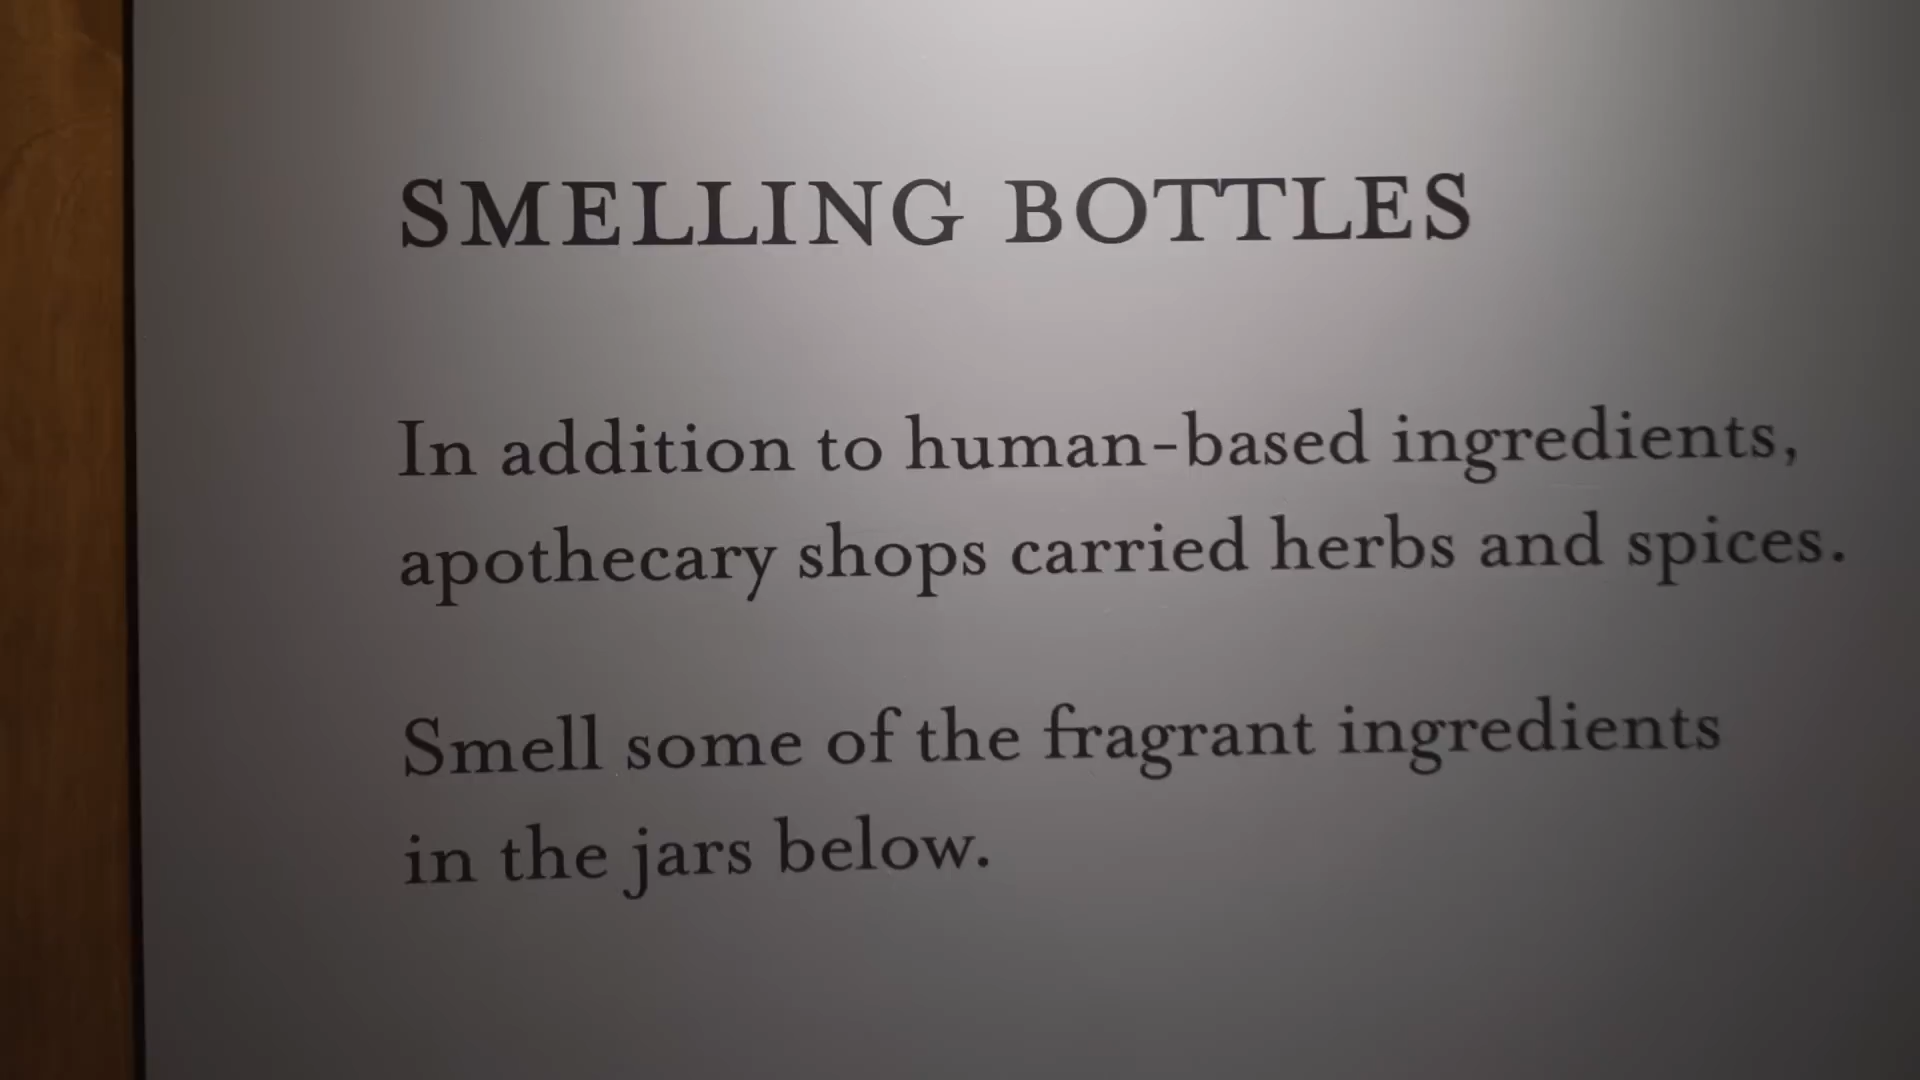 SMELLING BOTTLES
In addition to human-based ingredients,
apothecary shops carried herbs and spices.
Smell some of the fragrant ingredients
in the jars below.